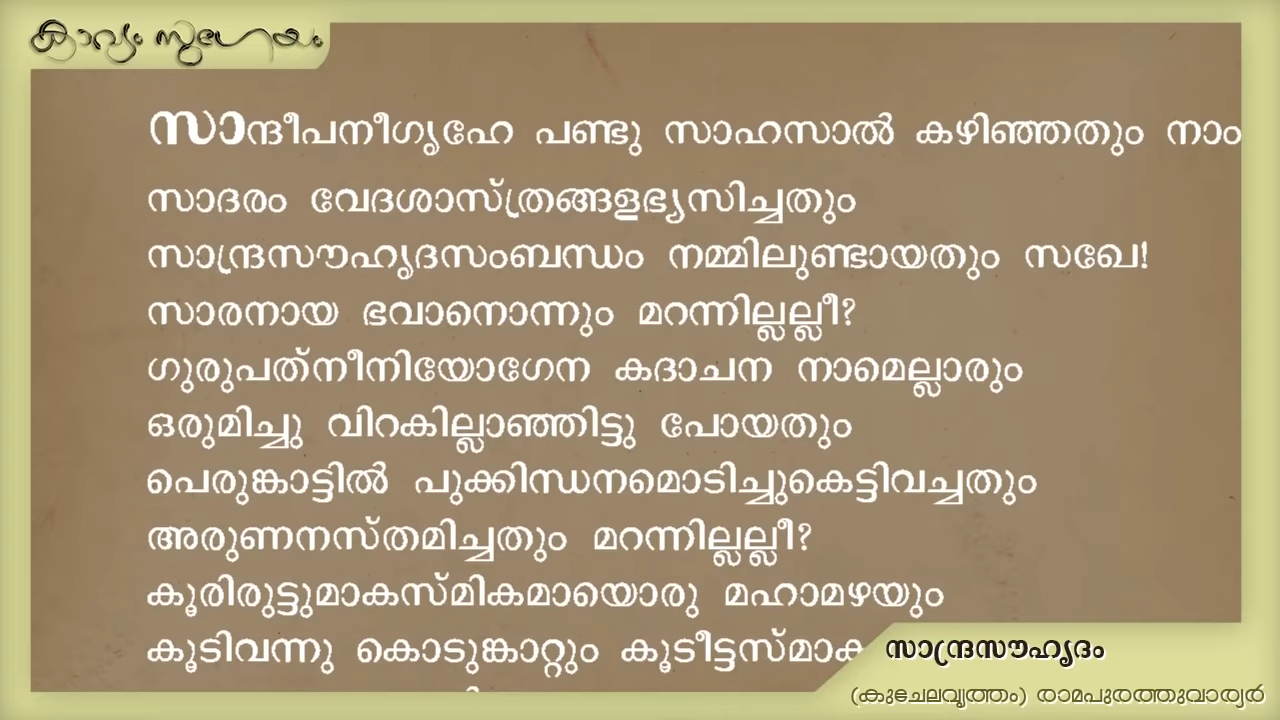 കാവ്യം സുഗേയം
സാന്ദീപനീഗൃഹേ പണ്ടു സാഹസാൽ കഴിഞ്ഞതും നാം
സാദരം വേദശാസ്ത്രങ്ങളഭ്യസിച്ചതും
സാന്ദ്രസൗഹൃദസംബന്ധം നമ്മിലുണ്ടായതും സഖേ!
സാരനായ ഭവാനൊന്നും മറന്നില്ലല്ലീ?
ഗുരുപത്നീനിയോഗേന കദാചന നാമെല്ലാരും
ഒരുമിച്ചു വിറകില്ലാഞ്ഞിട്ടു പോയതും
പെരുങ്കാട്ടിൽ പുക്കിന്ധനമൊടിച്ചുകെട്ടിവച്ചതും
അരുണനസ്തമിച്ചതും മറന്നില്ലല്ലീ?
കൂരിരുട്ടുമാകസ്മികമായൊരു മഹാമഴയും
കൂടിവന്നു കൊടുങ്കാറ്റും
സാന്ദ്രസൗഹൃദം
(കുചേലവൃത്തം) രാമപുരത്തുവാര്യർ